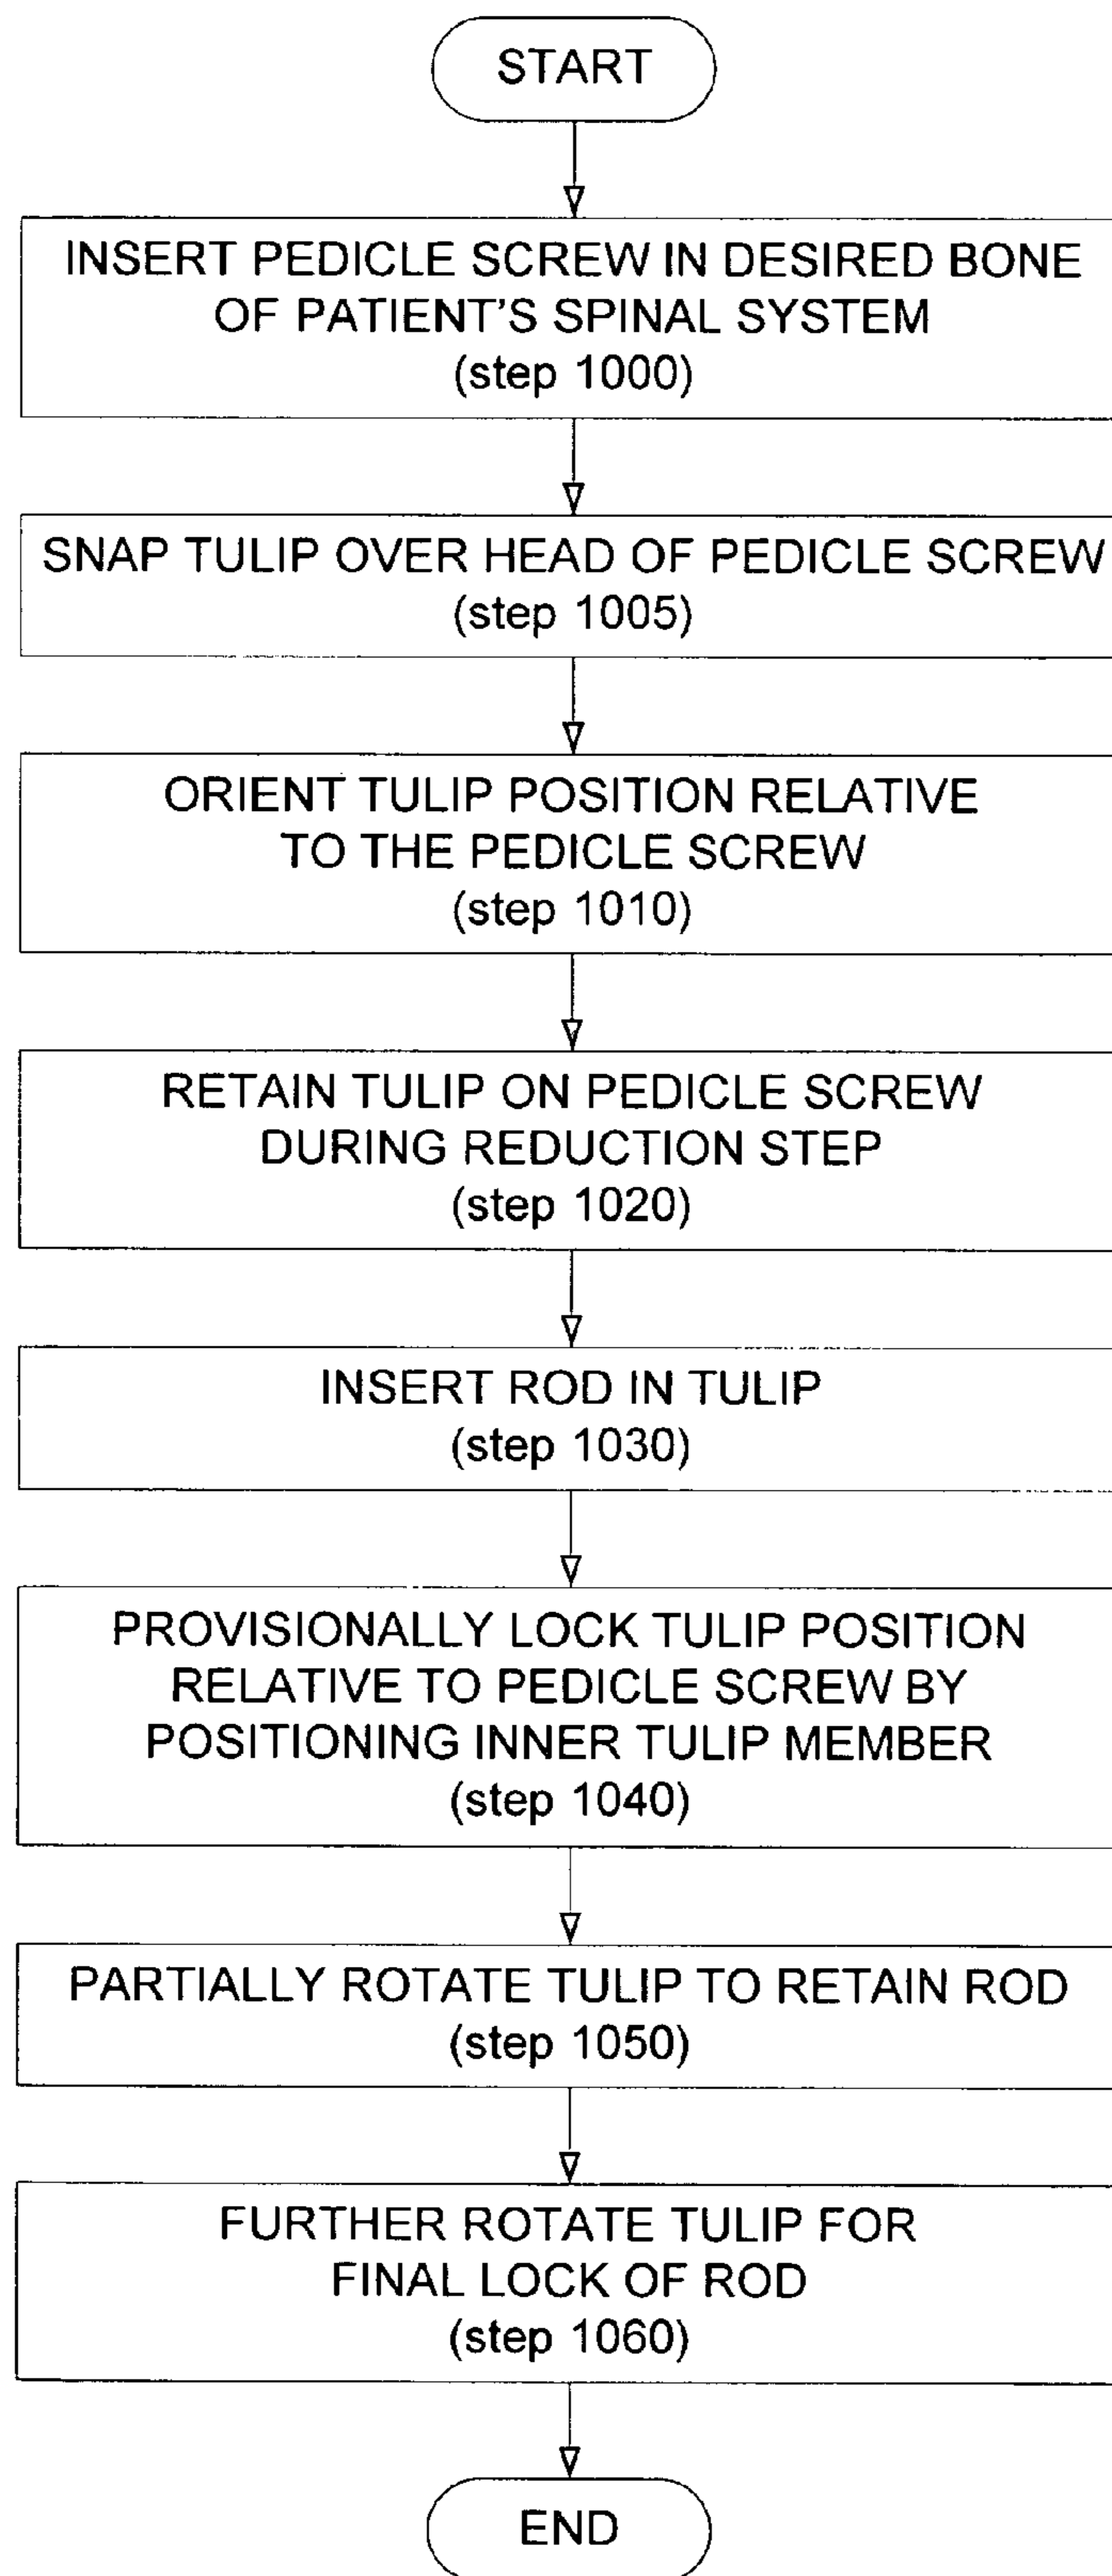 START
INSERT PEDICLE SCREW IN DESIRED BONE
OF PATIENT'S SPINAL SYSTEM
(step 1000)
SNAP TULIP OVER HEAD OF PEDICLE SCREW
(step 1005)
ORIENT TULIP POSITION RELATIVE
TO THE PEDICLE SCREW
(step 1010)
RETAIN TULIP ON PEDICLE SCREW
DURING REDUCTION STEP
(step 1020)
INSERT ROD IN TULIP
(step 1030)
PROVISIONALLY LOCK TULIP POSITION
RELATIVE TO PEDICLE SCREW BY
POSITIONING INNER TULIP MEMBER
(step 1040)
PARTIALLY ROTATE TULIP TO RETAIN ROD
(step 1050)
FURTHER ROTATE TULIP FOR
FINAL LOCK OF ROD
(step 1060)
END